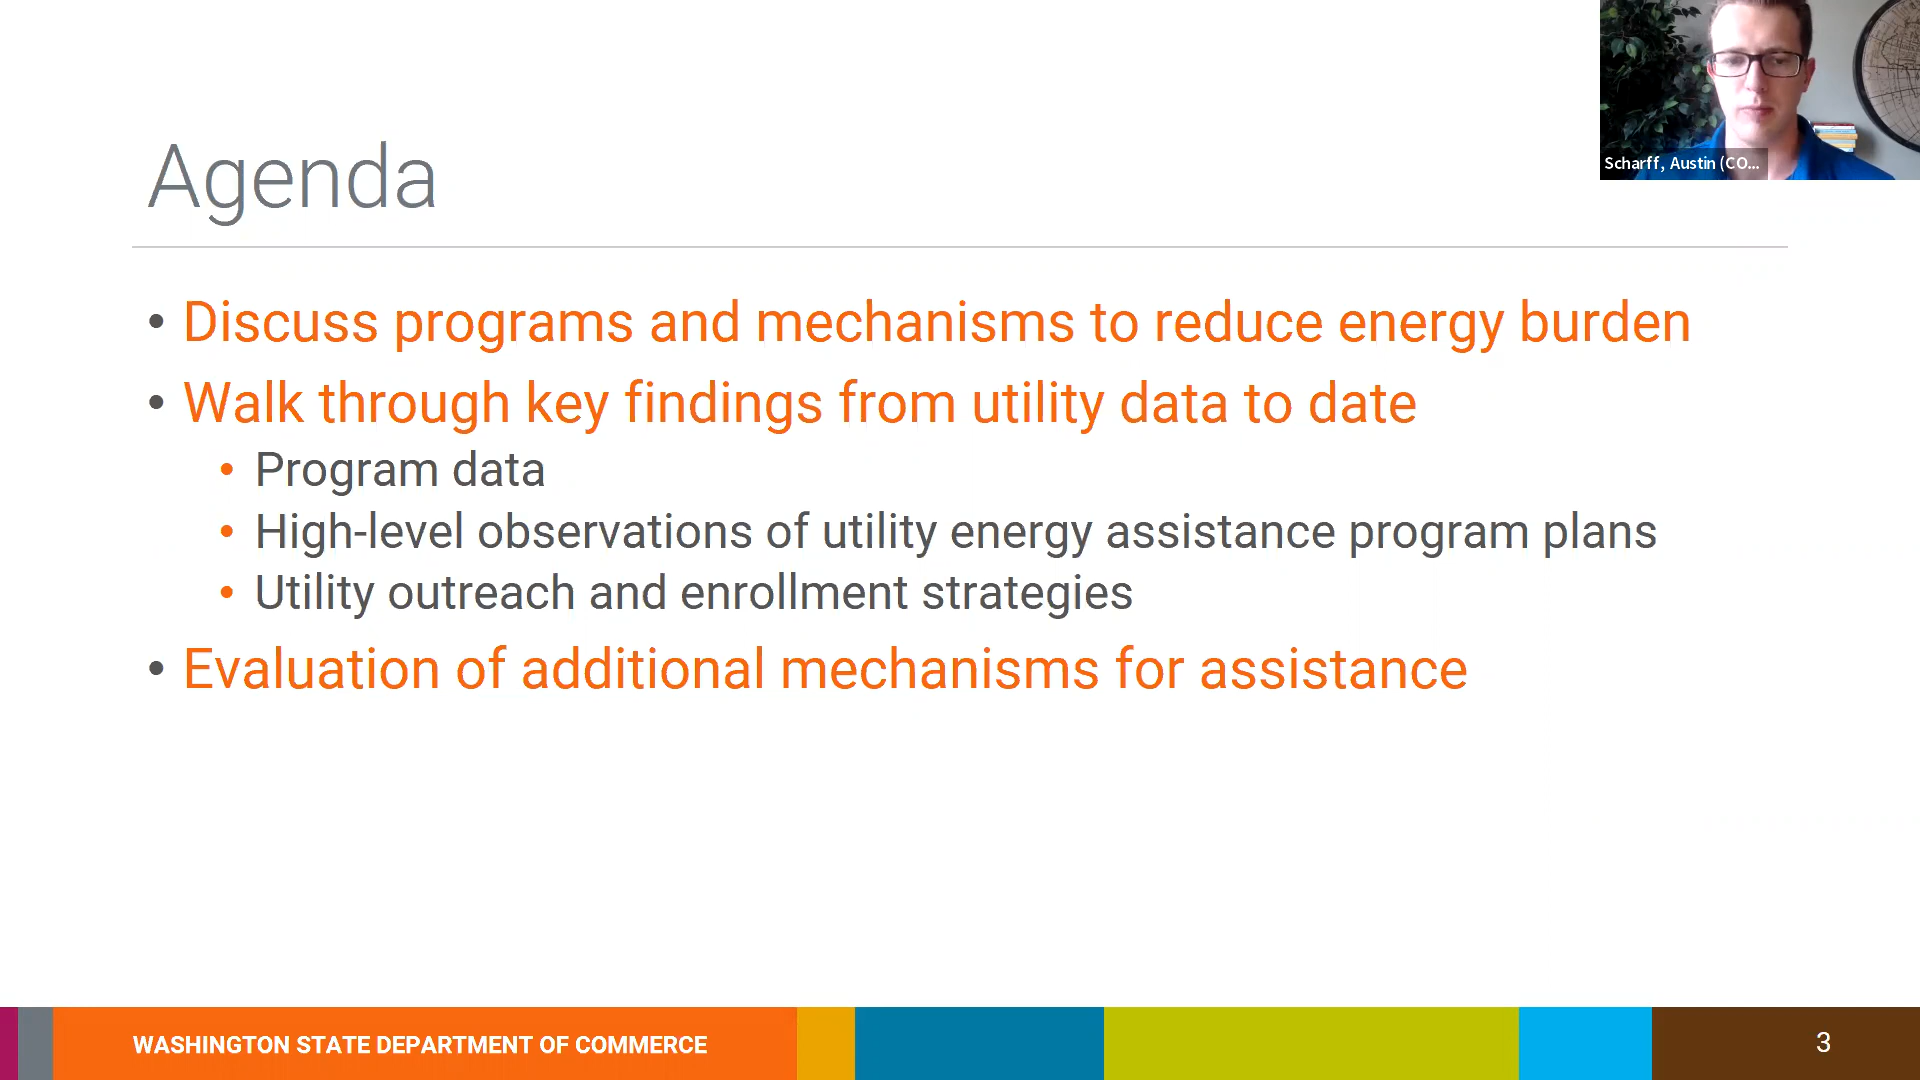 Scharff, Austin (CO...
Agenda
• Discuss programs and mechanisms to reduce energy burden
• Walk through key findings from utility data to date
• Program data
• High-level observations of utility energy assistance program plans
• Utility outreach and enrollment strategies
• Evaluation of additional mechanisms for assistance
WASHINGTON STATE DEPARTMENT OF COMMERCE
3